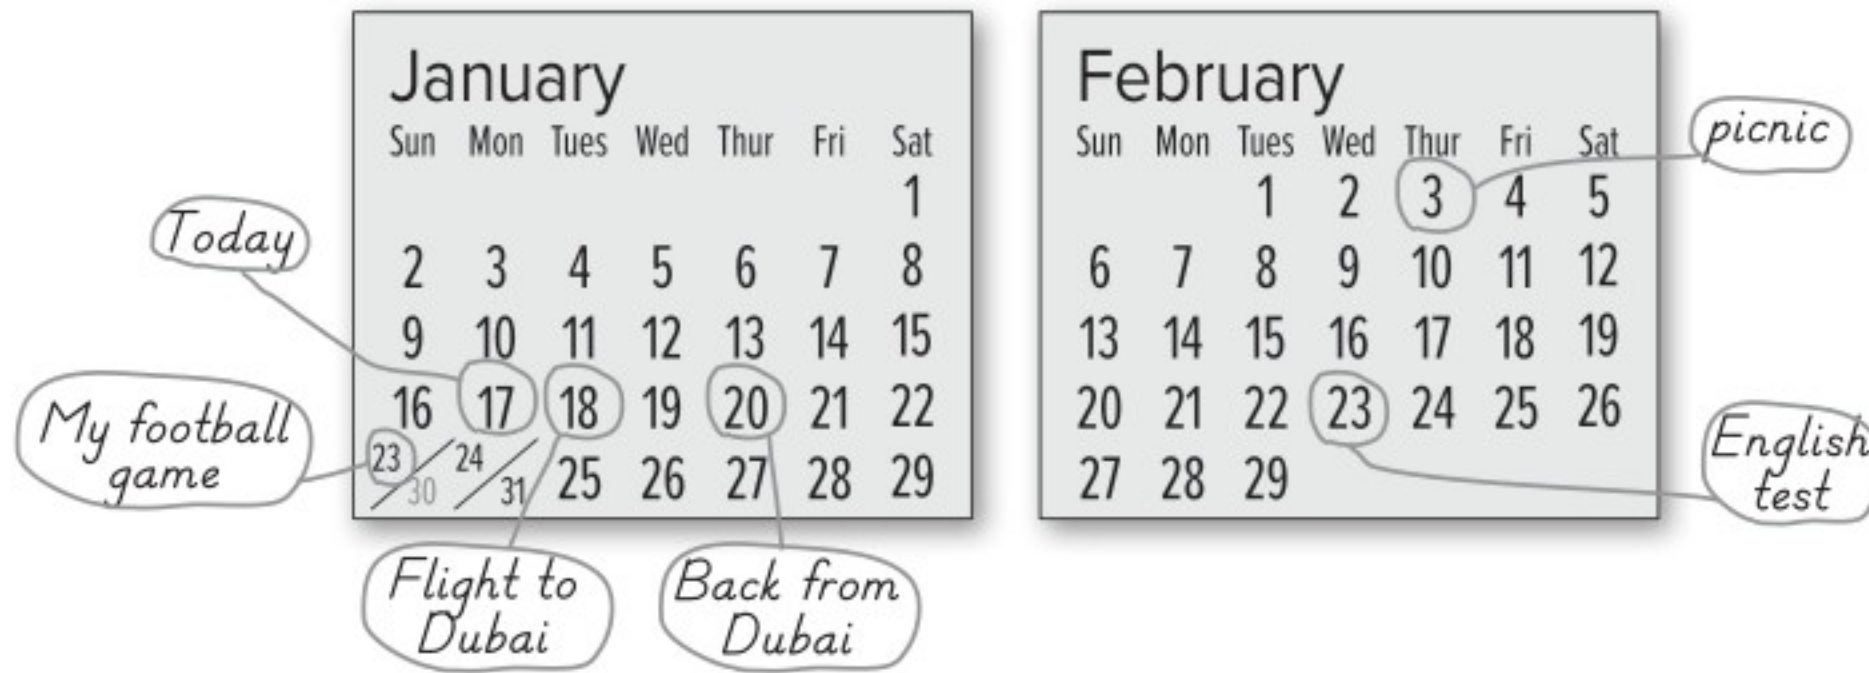 January
Sun Mon Tues Wed Thur Fri Sat
1
2 3 4 5 6 7 8
9 10 11 12 13 14 15
16 17 18 19 20 21 22
23/30 24/31 25 26 27 28 29
February
Sun Mon Tues Wed Thur Fri Sat
1 2 3 4 5
6 7 8 9 10 11 12
13 14 15 16 17 18 19
20 21 22 23 24 25 26
27 28 29
Today
My football
game
Flight to
Dubai
Back from
Dubai
picnic
English
test